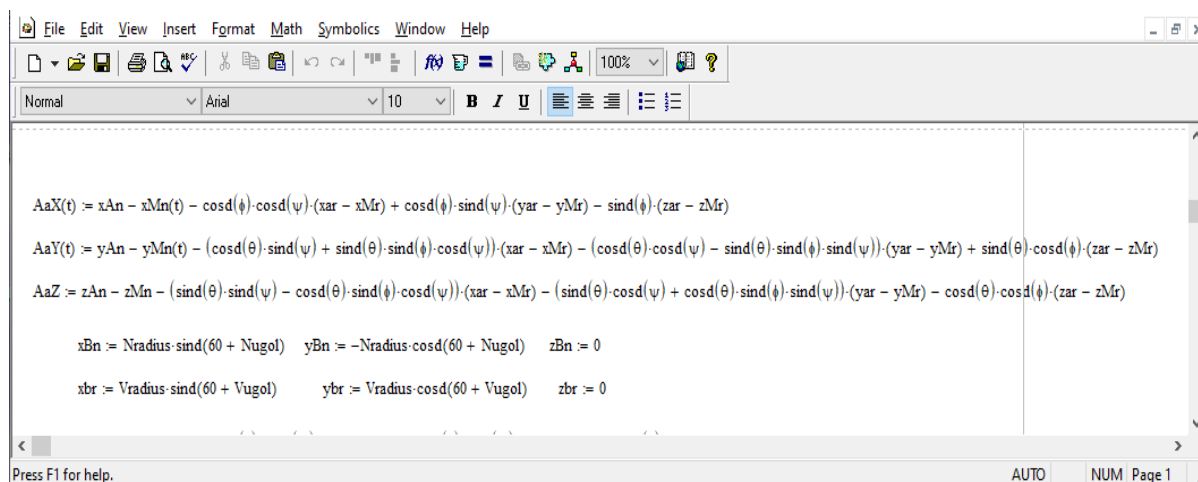 File Edit View Insert Format Math Symbolics Window Help
100%
Normal Arial 10 B I U
AaX(t) := xAn − xMn(t) − cosd(ϕ)·cosd(ψ)·(xar − xMr) + cosd(ϕ)·sind(ψ)·(yar − yMr) − sind(ϕ)·(zar − zMr)
AaY(t) := yAn − yMn(t) − (cosd(θ)·sind(ψ) + sind(θ)·sind(ϕ)·cosd(ψ))·(xar − xMr) − (cosd(θ)·cosd(ψ) − sind(θ)·sind(ϕ)·sind(ψ))·(yar − yMr) + sind(θ)·cosd(ϕ)·(zar − zMr)
AaZ := zAn − zMn − (sind(θ)·sind(ψ) − cosd(θ)·sind(ϕ)·cosd(ψ))·(xar − xMr) − (sind(θ)·cosd(ψ) + cosd(θ)·sind(ϕ)·sind(ψ))·(yar − yMr) − cosd(θ)·cosd(ϕ)·(zar − zMr)
xBn := Nradius·sind(60 + Nugol) yBn := −Nradius·cosd(60 + Nugol) zBn := 0
xbr := Vradius·sind(60 + Vugol) ybr := Vradius·cosd(60 + Vugol) zbr := 0
Press F1 for help. AUTO NUM Page 1